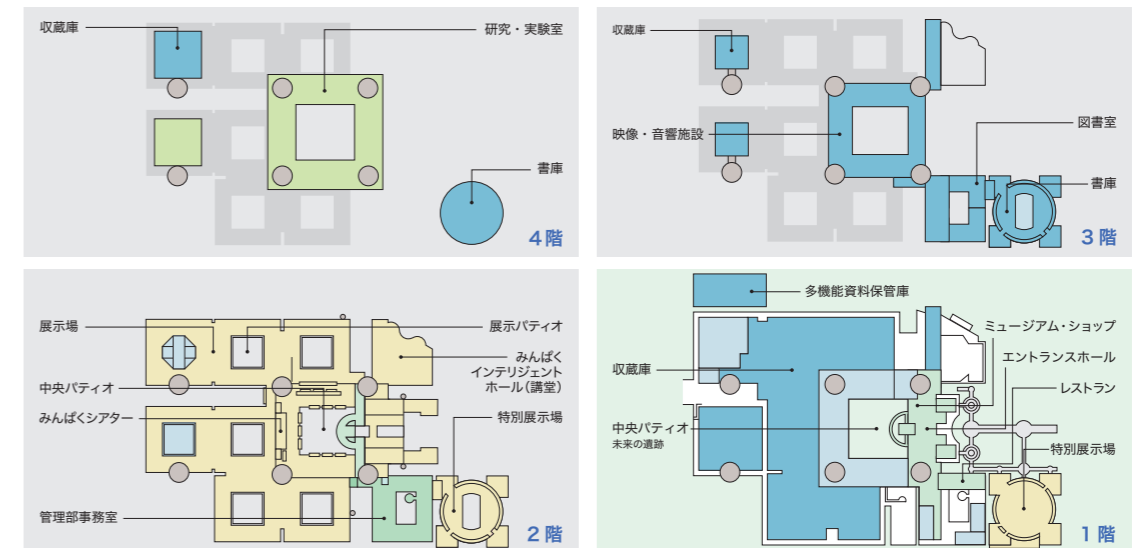 収蔵庫
研究・実験室
書庫
4階
収蔵庫
映像・音響施設
図書室
書庫
3階
展示場
展示パティオ
みんぱく
インテリジェント
ホール(講堂)
中央パティオ
みんぱくシアター
特別展示場
管理部事務室
2階
多機能資料保管庫
ミュージアム・ショップ
エントランスホール
収蔵庫
レストラン
中央パティオ
未来の遺跡
特別展示場
1階